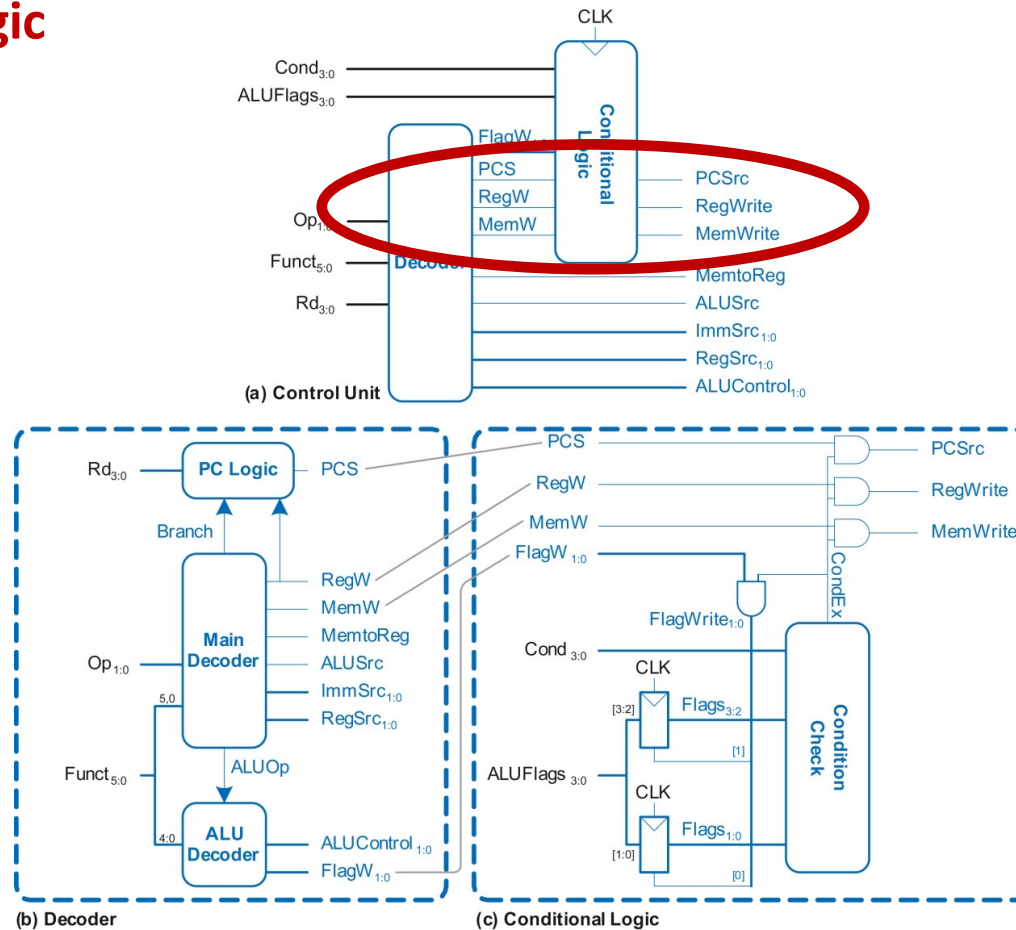 gic
CLK
Cond3:0
ALUFlags3:0
Conditional Logic
FlagW1:0
PCS
PCSrc
RegW
RegWrite
Op1:0
MemW
MemWrite
Funct5:0
Decoder
MemtoReg
Rd3:0
ALUSrc
ImmSrc1:0
RegSrc1:0
(a) Control Unit
ALUControl1:0
Rd3:0
PC Logic
PCS
Branch
RegW
MemW
Main Decoder
MemtoReg
Op1:0
ALUSrc
5,0
ImmSrc1:0
RegSrc1:0
Funct5:0
ALUOp
4:0
ALU Decoder
ALUControl1:0
FlagW1:0
(b) Decoder
PCS
PCSrc
RegW
RegWrite
MemW
MemWrite
FlagW1:0
CondEx
FlagWrite1:0
Cond3:0
CLK
[3:2]
Flags3:2
[1]
Condition Check
ALUFlags3:0
CLK
Flags1:0
[1:0]
[0]
(c) Conditional Logic